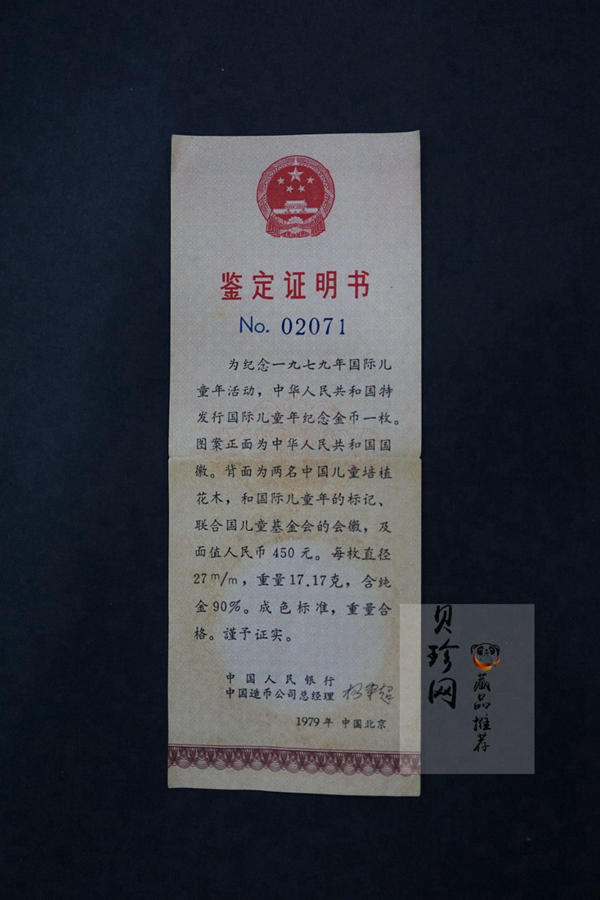 鉴定证明书
No. 02071
为纪念一九七九年国际儿
童年活动，中华人民共和国特
发行国际儿童年纪念金币一枚。
图案正面为中华人民共和国国
徽。背面为两名中国儿童培植
花木，和国际儿童年的标记、
联合国儿童基金会的会徽，及
面值人民币450元。每枚直径
27m/m，重量17.17克，含纯
金90%。成色标准，重量合
格。謹予证实。
中国人民银行
中国造币公司总经理
1979年 中国北京
贝珍网
藏品推荐